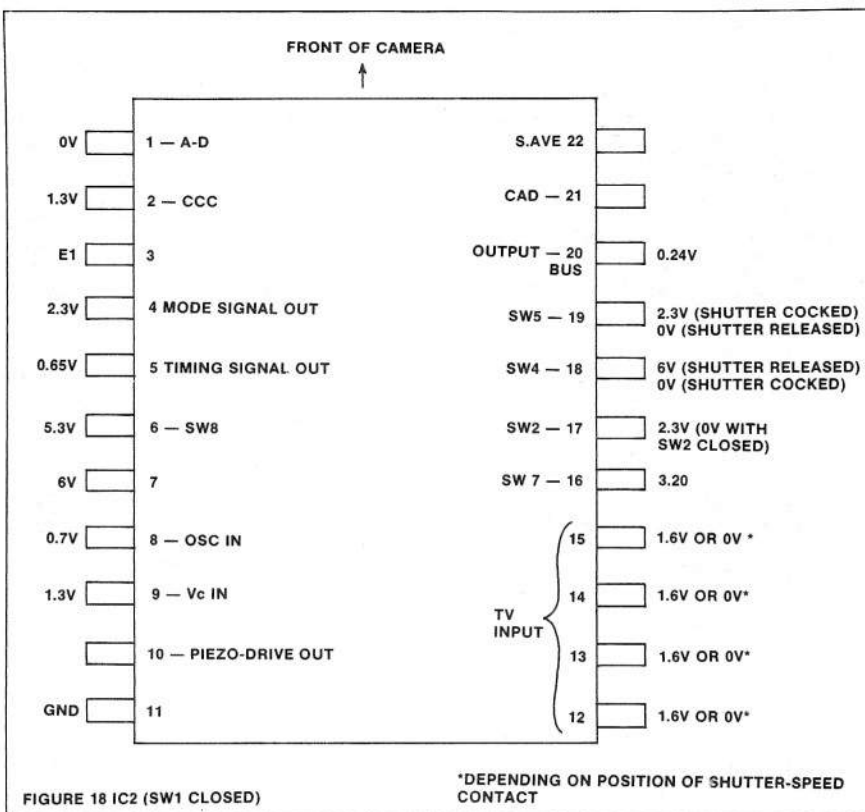 FRONT OF CAMERA
0V 1 — A-D
1.3V 2 — CCC
E1 3
2.3V 4 MODE SIGNAL OUT
0.65V 5 TIMING SIGNAL OUT
5.3V 6 — SW8
6V 7
0.7V 8 — OSC IN
1.3V 9 — Vc IN
10 — PIEZO-DRIVE OUT
GND 11
S.AVE 22
CAD — 21
OUTPUT — 20 0.24V
BUS
SW5 — 19 2.3V (SHUTTER COCKED)
0V (SHUTTER RELEASED)
SW4 — 18 6V (SHUTTER RELEASED)
0V (SHUTTER COCKED)
SW2 — 17 2.3V (0V WITH
SW2 CLOSED)
SW 7 — 16 3.20
15 1.6V OR 0V *
14 1.6V OR 0V*
TV
INPUT
13 1.6V OR 0V*
12 1.6V OR 0V*
FIGURE 18 IC2 (SW1 CLOSED)
*DEPENDING ON POSITION OF SHUTTER-SPEED
CONTACT